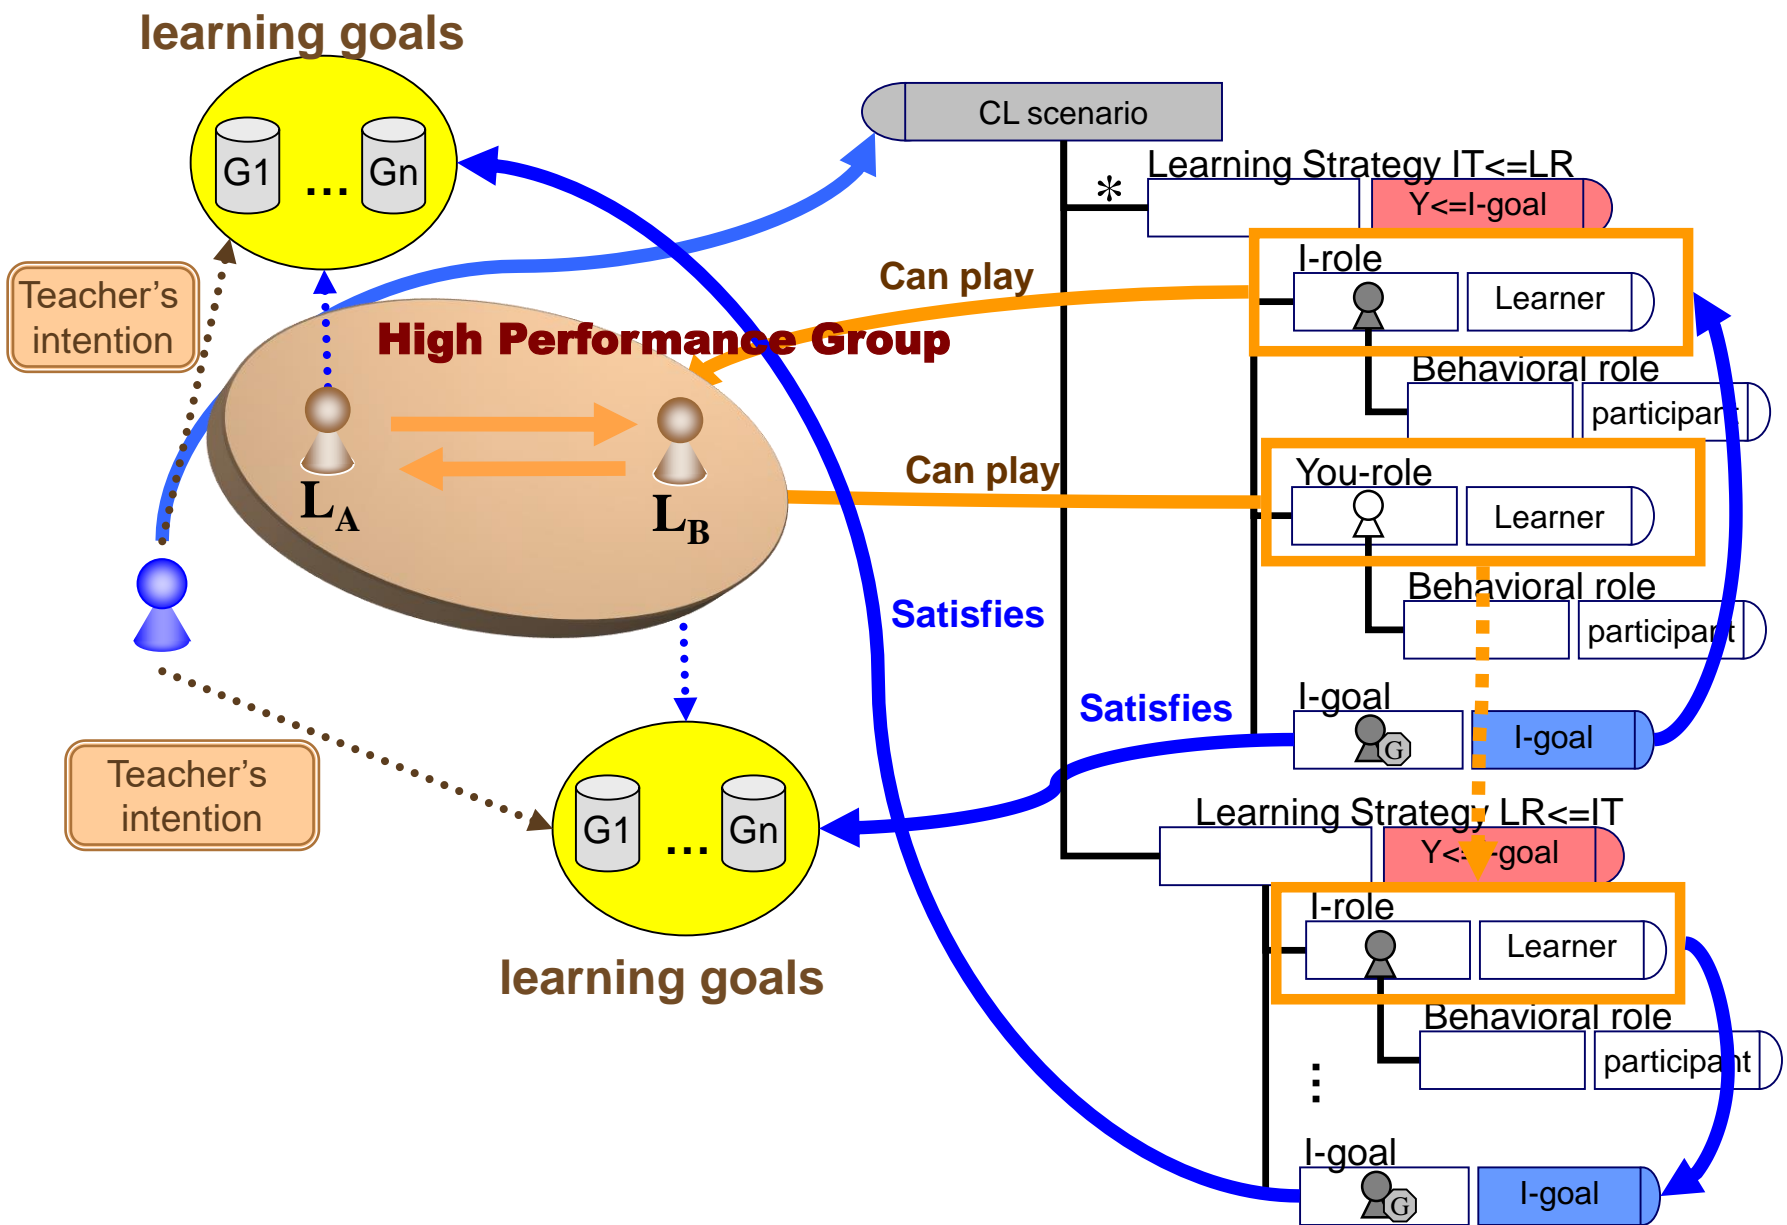 learning goals
G1 ... Gn
CL scenario
Learning Strategy IT<=LR
*
Y<=I-goal
I-role
Learner
Can play
Teacher's
intention
High Performance Group
Behavioral role
participant
L_A
L_B
Can play
You-role
Learner
Behavioral role
participant
Satisfies
Satisfies
I-goal
G
I-goal
Teacher's
intention
G1 ... Gn
learning goals
Learning Strategy LR<=IT
Y<=I-goal
I-role
Learner
Behavioral role
participant
⋮
I-goal
G
I-goal